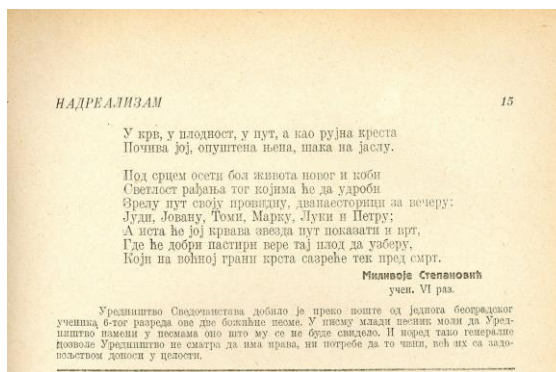 НАДРЕАЛИЗАМ 15
У крв, у плодност, у пут, а као рујна креста
Почива јој, опуштена њена, шака на јаслу.
Под срцем осети бол живота новог и коби
Светлост рађања тог којима ће да удроби
Зрелу пут своју провидну, дванаесторици за вечеру:
Јуди, Јовану, Томи, Марку, Луки и Петру;
А иста ће јој крвава звезда пут показати и врт,
Где ће добри пастири вере тај плод да узберу,
Који на воћној грани крста сазреће тек пред смрт.
Миливоје Степановић
учен. VI раз.
Уредништво Сведочанстава добило је преко поште од једнога београдског
ученика 6-тог разреда ове две божићне песме. У писму млади песник моли да Уред-
ништво намени у песмама оно што му се не буде свидело. И поред тако генералне
дозволе Уредништво не сматра да има права, ни потребе да то чини, већ их са задо-
вољством доноси у целости.